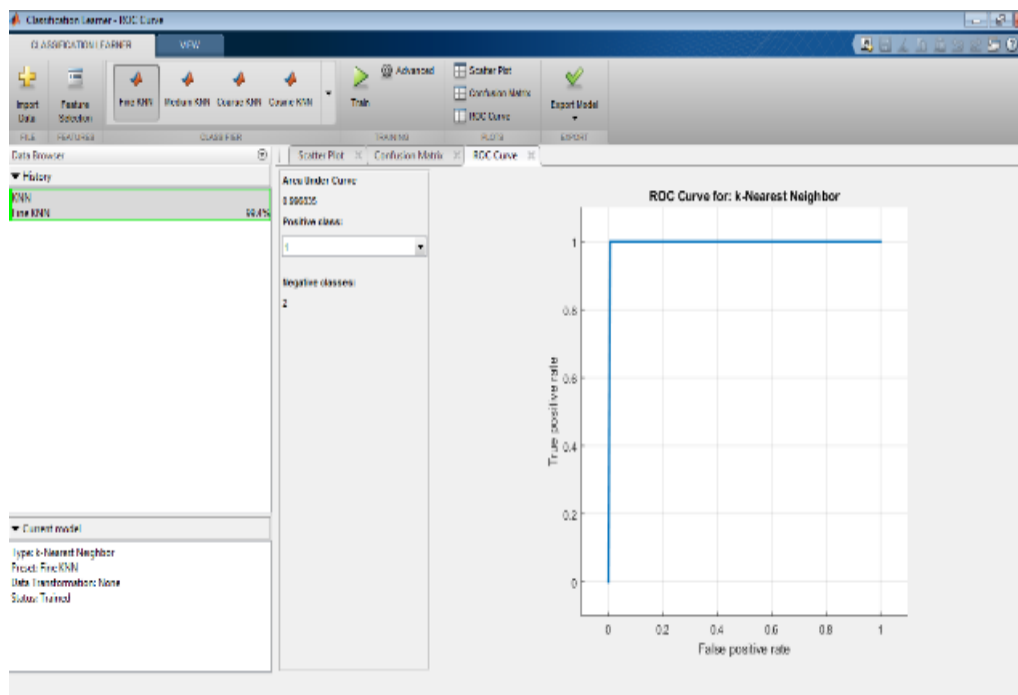 Classification Learner - ROC Curve
CLASSIFICATION LEARNER
VIEW
Import Data
Feature Selection
Fine KNN
Medium KNN
Coarse KNN
Cosine KNN
Train
Advanced
Scatter Plot
Confusion Matrix
ROC Curve
Export Model
FILE
FEATURES
CLASSIFIER
TRAINING
PLOTS
EXPORT
Data Browser
History
KNN
Fine KNN 99.4%
Current model
Type: k-Nearest Neighbor
Preset: Fine KNN
Data Transformation: None
Status: Trained
Scatter Plot
Confusion Matrix
ROC Curve
Area Under Curve
Positive class:
1
Negative classes:
2
ROC Curve for: k-Nearest Neighbor
True positive rate
1
0.8
0.6
0.4
0.2
0
0 0.2 0.4 0.6 0.8 1
False positive rate